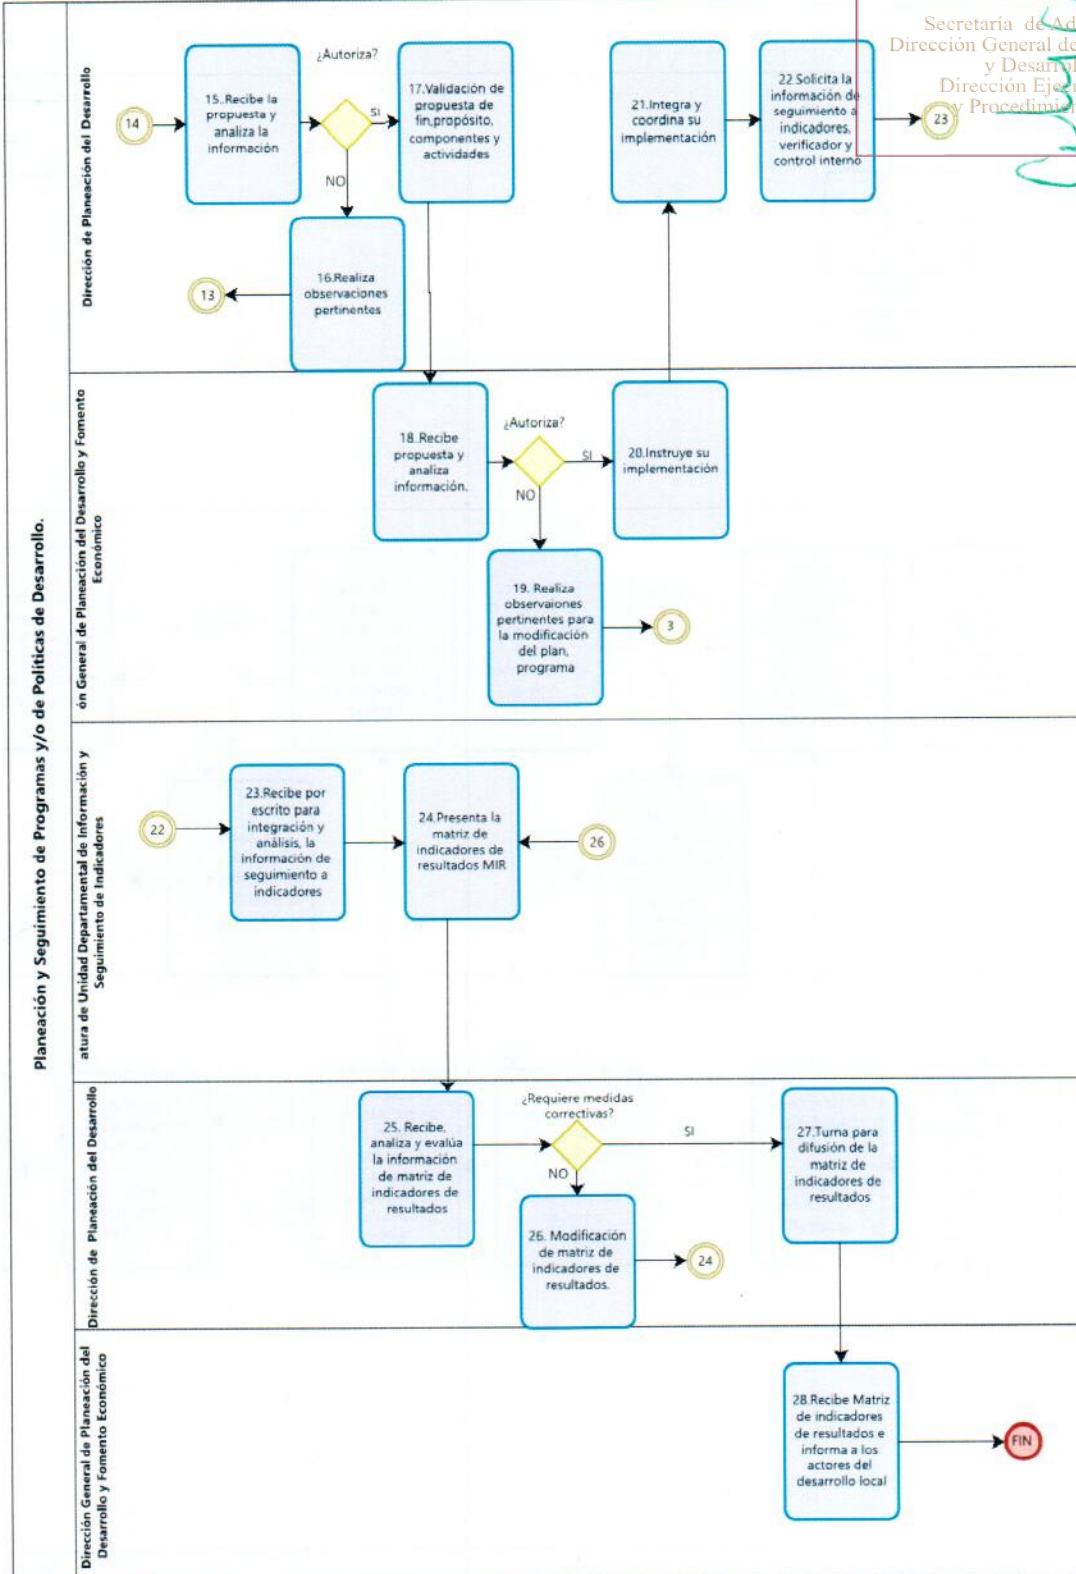 Planeación y Seguimiento de Programas y/o de Políticas de Desarrollo.
Dirección de Planeación del Desarrollo
14
15..Recibe la
propuesta y
analiza la
información
¿Autoriza?
SI
NO
17.Validación de
propuesta de
fin,propósito,
componentes y
actividades
16.Realiza
observaciones
pertinentes
13
21.Integra y
coordina su
implementación
22.Solicita la
información de
seguimiento a
indicadores,
verificador y
control interno
23
Secretaría de
Dirección General de
y
Dirección
y
ón General de Planeación del Desarrollo y Fomento
Económico
18..Recibe
propuesta y
analiza
información.
¿Autoriza?
SI
NO
20.Instruye su
implementación
19. Realiza
observaiones
pertinentes para
la modificación
del plan,
programa
3
atura de Unidad Departamental de Información y
Seguimiento de Indicadores
22
23.Recibe por
escrito para
integración y
análisis, la
información de
seguimiento a
indicadores
24.Presenta la
matriz de
indicadores de
resultados MIR
26
Dirección de Planeación del Desarrollo
25. Recibe,
analiza y evalúa
la información
de matriz de
indicadores de
resultados
¿Requiere medidas
correctivas?
SI
NO
26. Modificación
de matriz de
indicadores de
resultados.
24
27.Turna para
difusión de la
matriz de
indicadores de
resultados
Dirección General de Planeación del
Desarrollo y Fomento Económico
28.Recibe Matriz
de indicadores
de resultados e
informa a los
actores del
desarrollo local
FIN